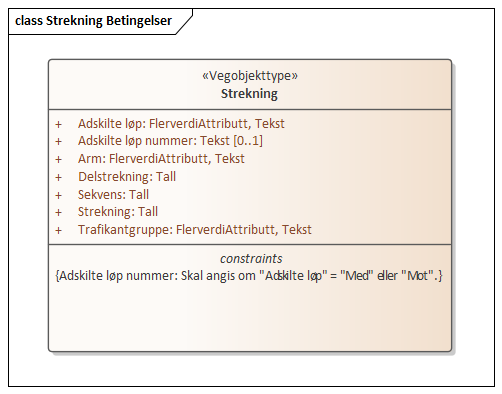 class Strekning Betingelser
«Vegobjekttype»
Strekning
+ Adskilte løp: FlerverdiAttributt, Tekst
+ Adskilte løp nummer: Tekst [0..1]
+ Arm: FlerverdiAttributt, Tekst
+ Delstrekning: Tall
+ Sekvens: Tall
+ Strekning: Tall
+ Trafikantgruppe: FlerverdiAttributt, Tekst
constraints
{Adskilte løp nummer: Skal angis om "Adskilte løp" = "Med" eller "Mot".}